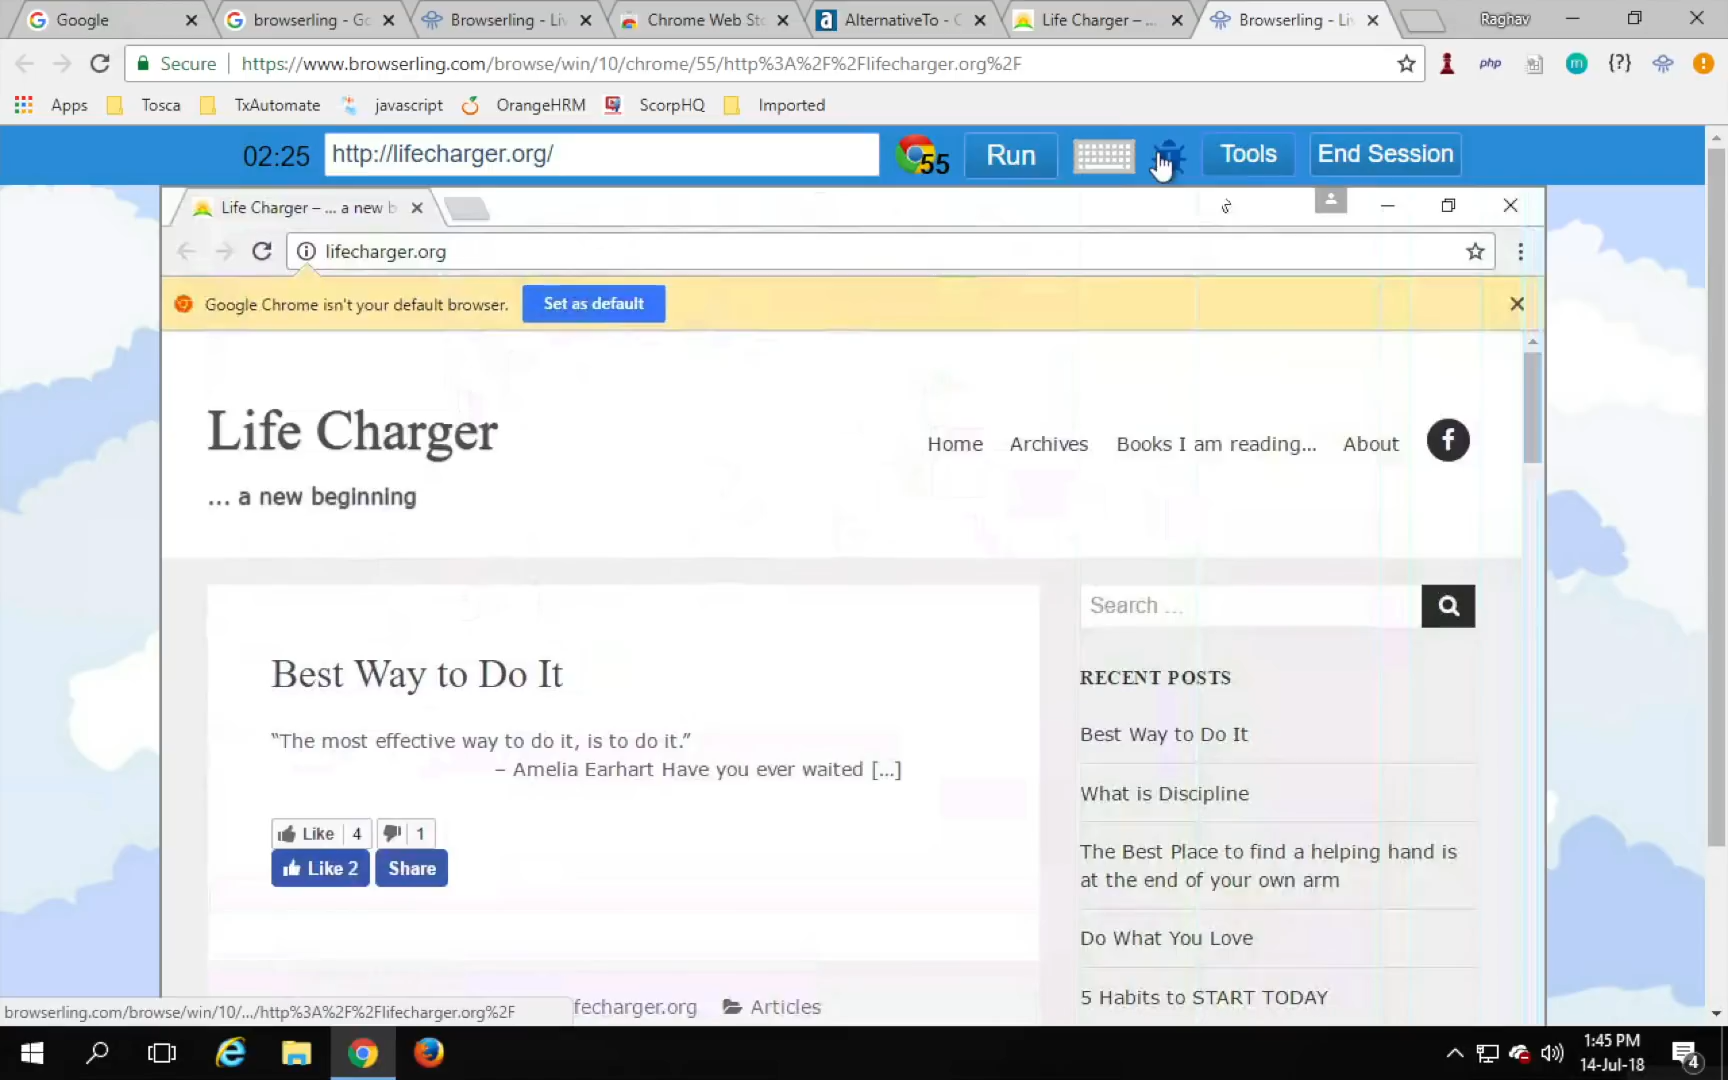 Google
browserling - Go
Browserling - Liv
Chrome Web Sto
AlternativeTo - C
Life Charger – ...
Browserling - Liv
Raghav
Secure
https://www.browserling.com/browse/win/10/chrome/55/http%3A%2F%2Flifecharger.org%2F
php
m
{?}
Apps
Tosca
TxAutomate
javascript
OrangeHRM
ScorpHQ
Imported
02:25
http://lifecharger.org/
55
Run
Tools
End Session
Life Charger – ... a new b
lifecharger.org
Google Chrome isn't your default browser.
Set as default
Life Charger
... a new beginning
Home
Archives
Books I am reading...
About
Best Way to Do It
“The most effective way to do it, is to do it.”
– Amelia Earhart Have you ever waited [...]
Like 4
1
Like 2
Share
fecharger.org
Articles
Search ...
RECENT POSTS
Best Way to Do It
What is Discipline
The Best Place to find a helping hand is
at the end of your own arm
Do What You Love
5 Habits to START TODAY
browserling.com/browse/win/10/.../http%3A%2F%2Flifecharger.org%2F
1:45 PM
14-Jul-18
4